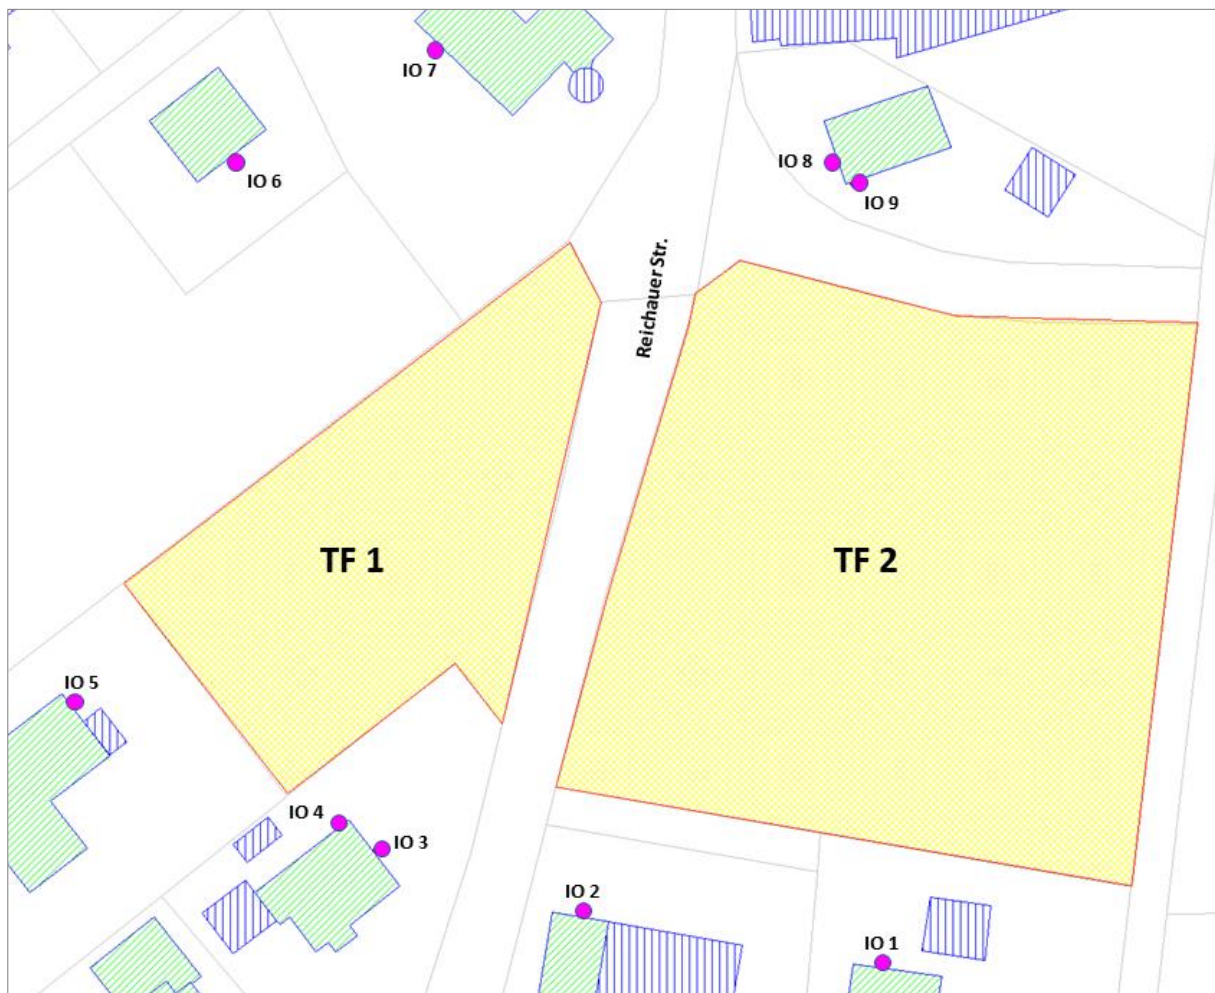 IO 7
IO 8
IO 6
IO 9
Reichauer Str.
TF 1
TF 2
IO 5
IO 4
IO 3
IO 2
IO 1